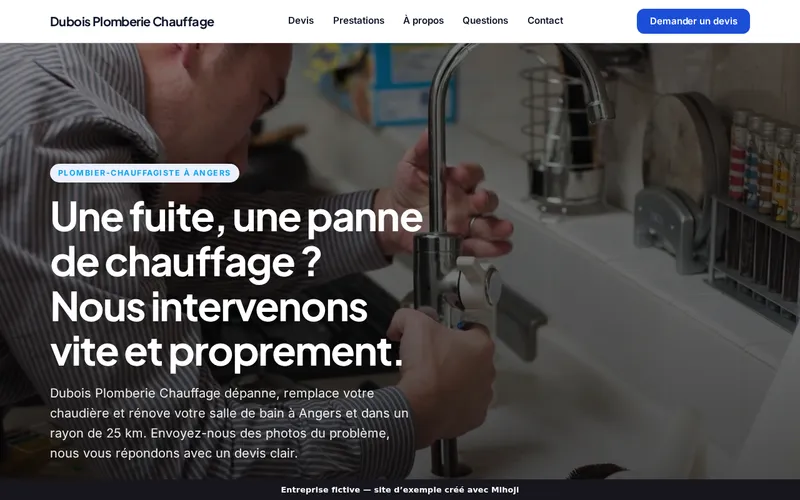 Dubois Plomberie Chauffage
Devis
Prestations
À propos
Questions
Contact
Demander un devis
PLOMBIER-CHAUFFAGISTE À ANGERS
Une fuite, une panne
de chauffage ?
Nous intervenons
vite et proprement.
Dubois Plomberie Chauffage dépanne, remplace votre
chaudière et rénove votre salle de bain à Angers et dans un
rayon de 25 km. Envoyez-nous des photos du problème,
nous vous répondons avec un devis clair.
Entreprise fictive — site d’exemple créé avec Mihoji